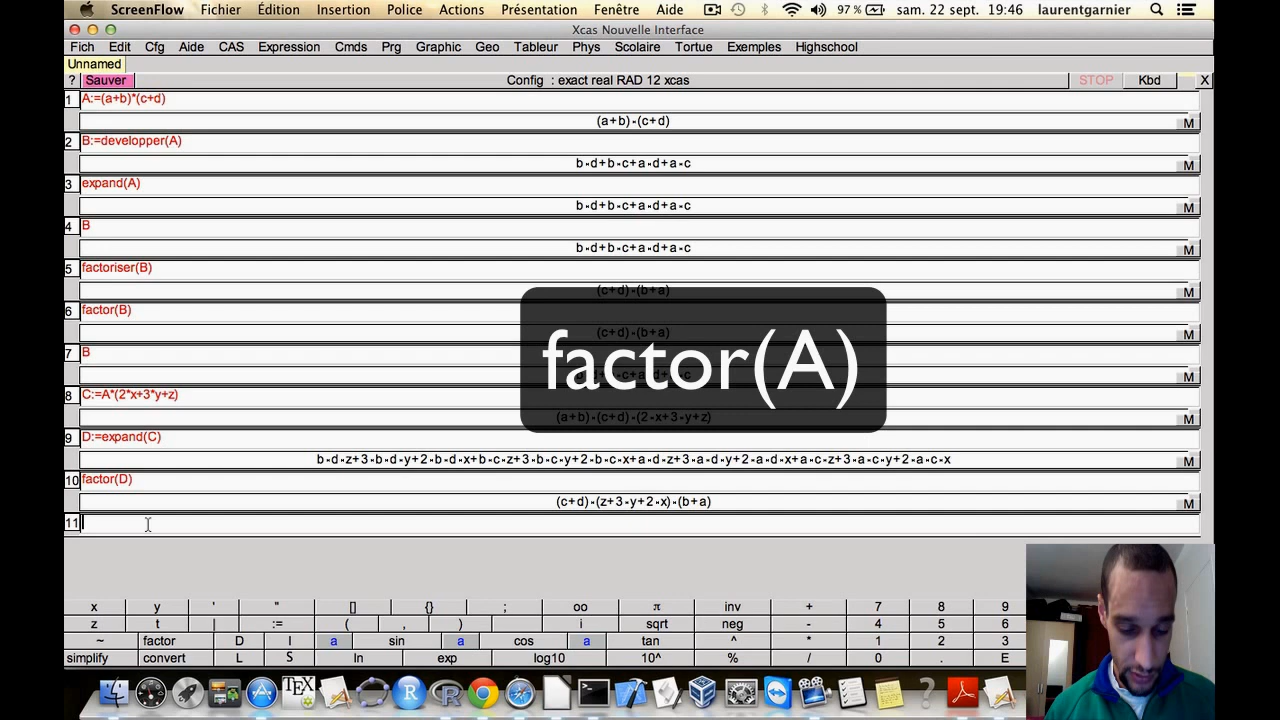 ScreenFlow Fichier Édition Insertion Police Actions Présentation Fenêtre Aide 97 % sam. 22 sept. 19:46 laurentgarnier
Xcas Nouvelle Interface
Fich Edit Cfg Aide CAS Expression Cmds Prg Graphic Geo Tableur Phys Scolaire Tortue Exemples Highschool
Unnamed
? Sauver Config : exact real RAD 12 xcas STOP Kbd X
1 A:=(a+b)*(c+d)
(a+b)·(c+d) M
2 B:=developper(A)
b·d+b·c+a·d+a·c M
3 expand(A)
b·d+b·c+a·d+a·c M
4 B
b·d+b·c+a·d+a·c M
5 factoriser(B)
(c+d)·(b+a) M
6 factor(B)
(c+d)·(b+a) M
7 B
b·d+b·c+a·d+a·c M
factor(A)
8 C:=A*(2*x+3*y+z)
(a+b)·(c+d)·(2·x+3·y+z) M
9 D:=expand(C)
b·d·z+3·b·d·y+2·b·d·x+b·c·z+3·b·c·y+2·b·c·x+a·d·z+3·a·d·y+2·a·d·x+a·c·z+3·a·c·y+2·a·c·x M
10 factor(D)
(c+d)·(z+3·y+2·x)·(b+a) M
11
x y ' " [] {} ; oo π inv + 7 8 9
z t | := ( , ) i sqrt neg - 4 5 6
~ factor D I a sin a cos a tan ^ * 1 2 3
simplify convert L S ln exp log10 10^ % / 0 . E
TEX R R